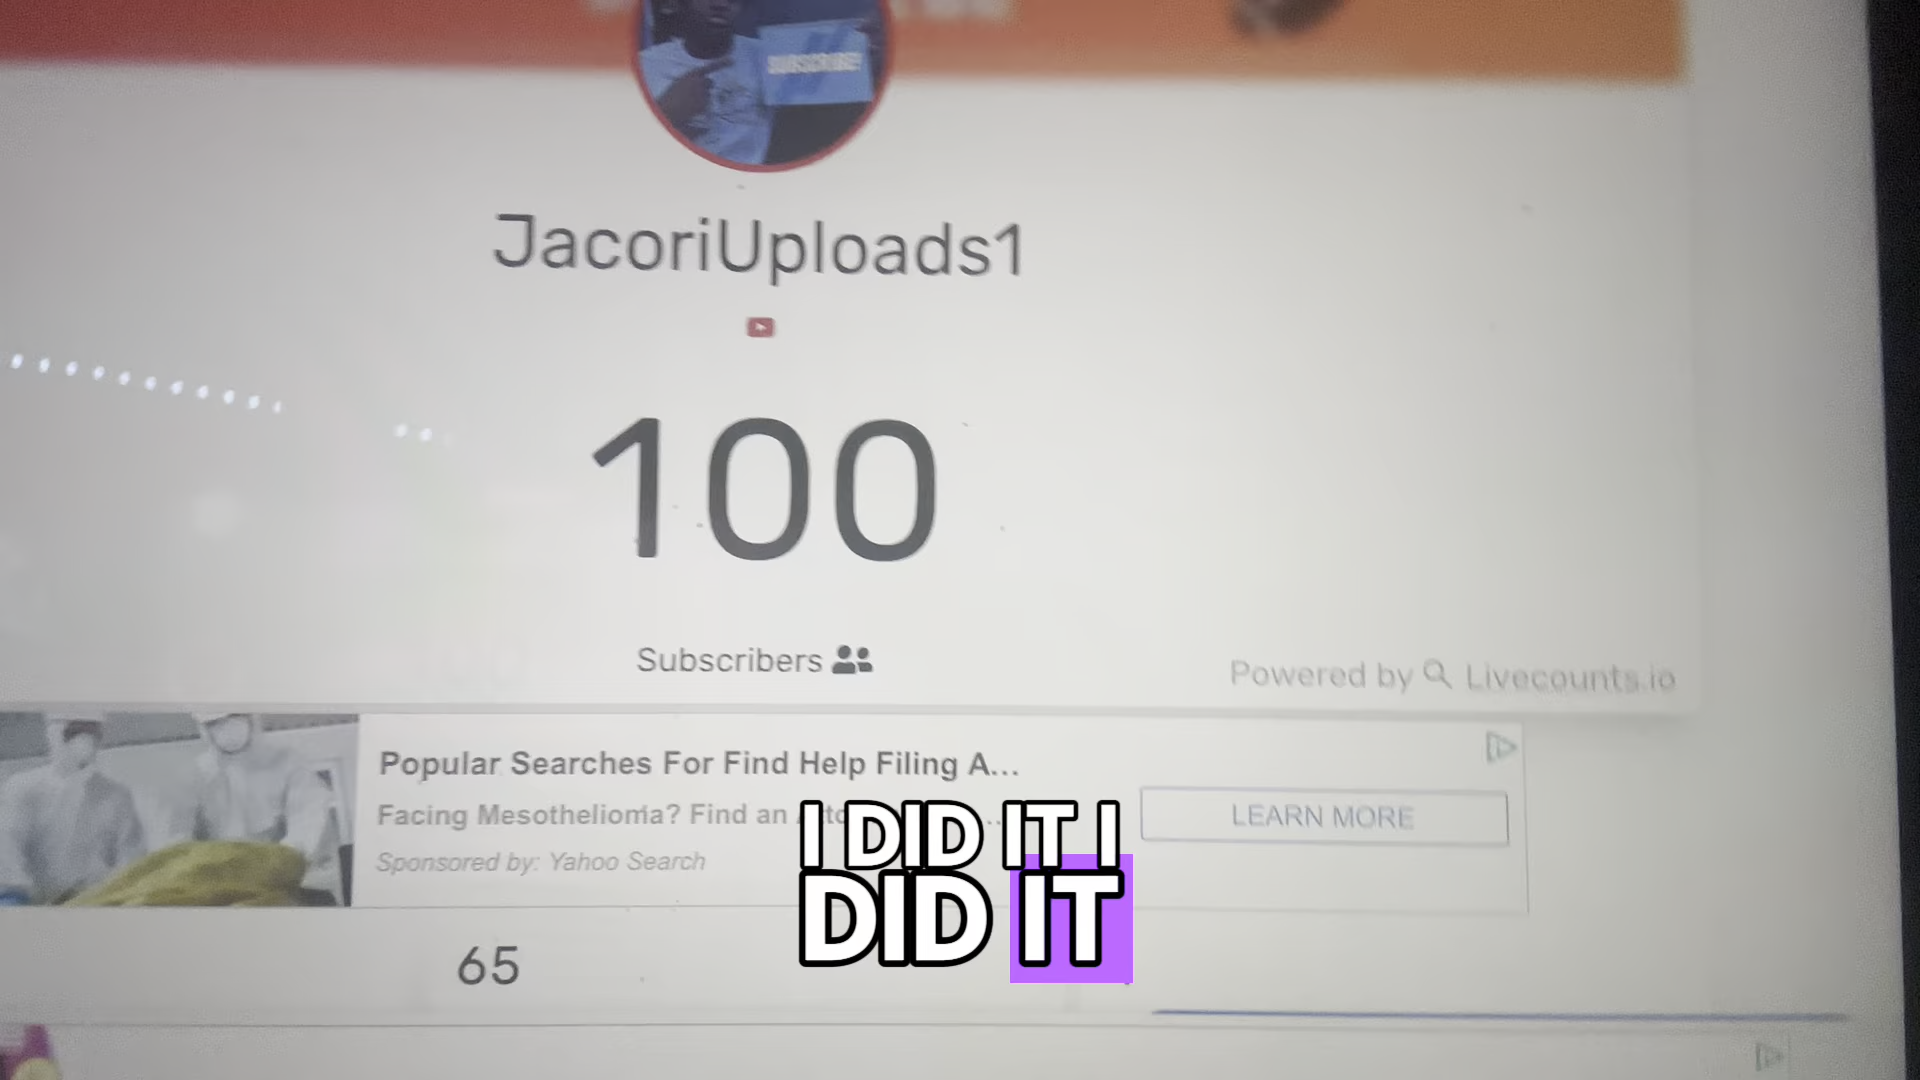 SUBSCRIBE!
JacoriUploads1
100
Subscribers
Powered by Livecounts.io
Popular Searches For Find Help Filing A...
Facing Mesothelioma? Find an
Sponsored by: Yahoo Search
LEARN MORE
I DID IT I
DID IT
65